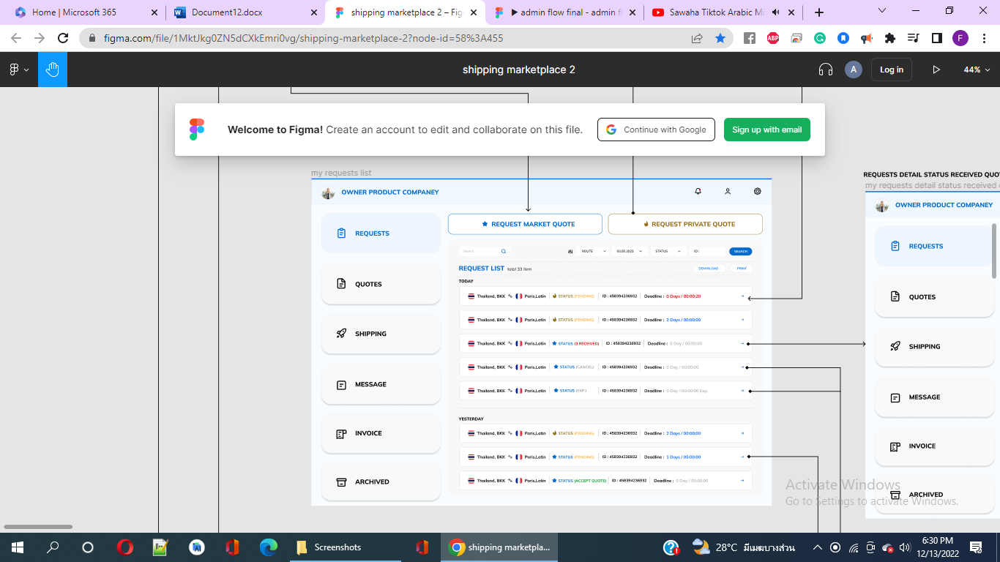 Home | Microsoft 365
Document12.docx
shipping marketplace 2 – Fig
▶ admin flow final - admin fl
Sawaha Tiktok Arabic Mi
figma.com/file/1MktJkg0ZN5dCXkEmri0vg/shipping-marketplace-2?node-id=58%3A455
ABP
F
shipping marketplace 2
A
Log in
44%
Welcome to Figma! Create an account to edit and collaborate on this file.
Continue with Google
Sign up with email
my requests list
OWNER PRODUCT COMPANEY
REQUESTS
QUOTES
SHIPPING
MESSAGE
INVOICE
ARCHIVED
REQUEST MARKET QUOTE
REQUEST PRIVATE QUOTE
Search
ROUTE
03.05.2023
STATUS
ID :
SEARCH
REQUEST LIST total 33 item
DOWNLOAD
PRINT
TODAY
Thailand, BKK Paris,Latin STATUS (PENDING) ID : 458394236932 Deadline : 0 Days / 00:00:20
Thailand, BKK Paris,Latin STATUS (PENDING) ID : 458394236932 Deadline : 2 Days / 00:00:00
Thailand, BKK Paris,Latin STATUS (3 RECEIVED) ID : 458394236932 Deadline : 0 Day / 00:00:00
Thailand, BKK Paris,Latin STATUS (CANCEL) ID : 458394236932 Deadline : 0 Day / 00:00:00
Thailand, BKK Paris,Latin STATUS (EXP.) ID : 458394236932 Deadline : 0 Day / 00:00:00 Exp.
YESTERDAY
Thailand, BKK Paris,Latin STATUS (PENDING) ID : 458394236932 Deadline : 2 Days / 00:00:00
Thailand, BKK Paris,Latin STATUS (PENDING) ID : 458394236932 Deadline : 1 Days / 05:00:00
Thailand, BKK Paris,Latin STATUS (ACCEPT QUOTE) ID : 458394236932 Deadline : 0 Day / 00:00:00
REQUESTS DETAIL STATUS RECEIVED QUO
my requests detail status received
OWNER PRODUCT COMPANEY
REQUESTS
QUOTES
SHIPPING
MESSAGE
INVOICE
ARCHIVED
Activate Windows
Go to Settings to activate Windows.
Screenshots
shipping marketpla...
28°C มีเมฆบางส่วน
6:30 PM
12/13/2022